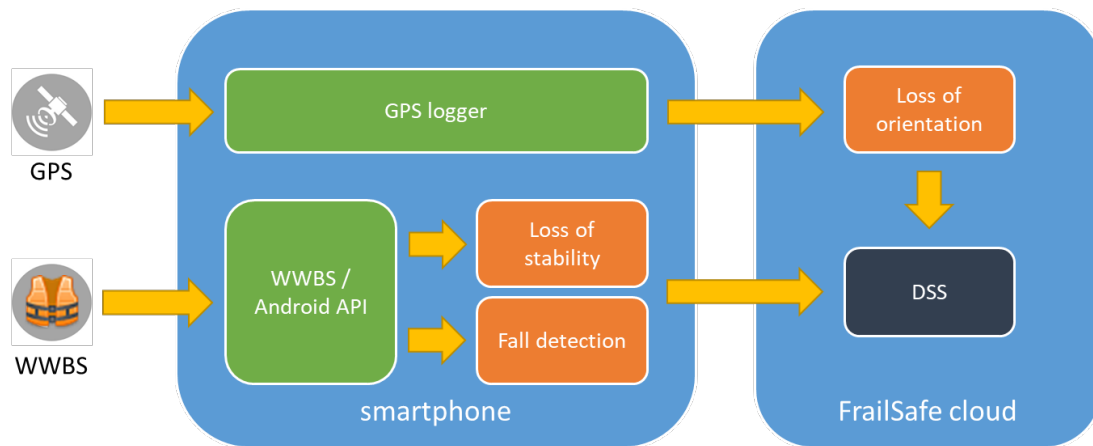 GPS
GPS logger
Loss of
orientation
WWBS
WWBS /
Android API
Loss of
stability
Fall detection
DSS
smartphone
FrailSafe cloud